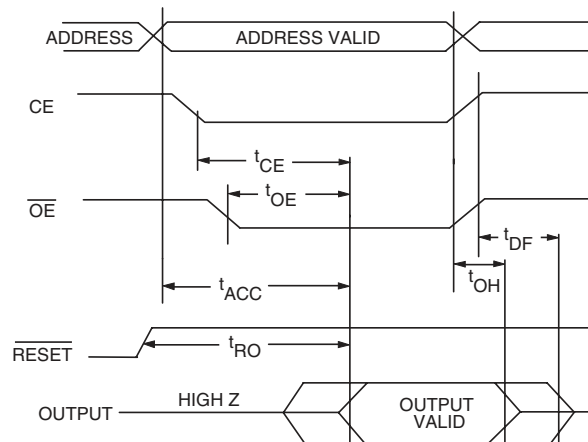 ADDRESS
ADDRESS VALID
CE
tCE
tOE
OE
tDF
tOH
tACC
RESET
tRO
OUTPUT
HIGH Z
OUTPUT
VALID